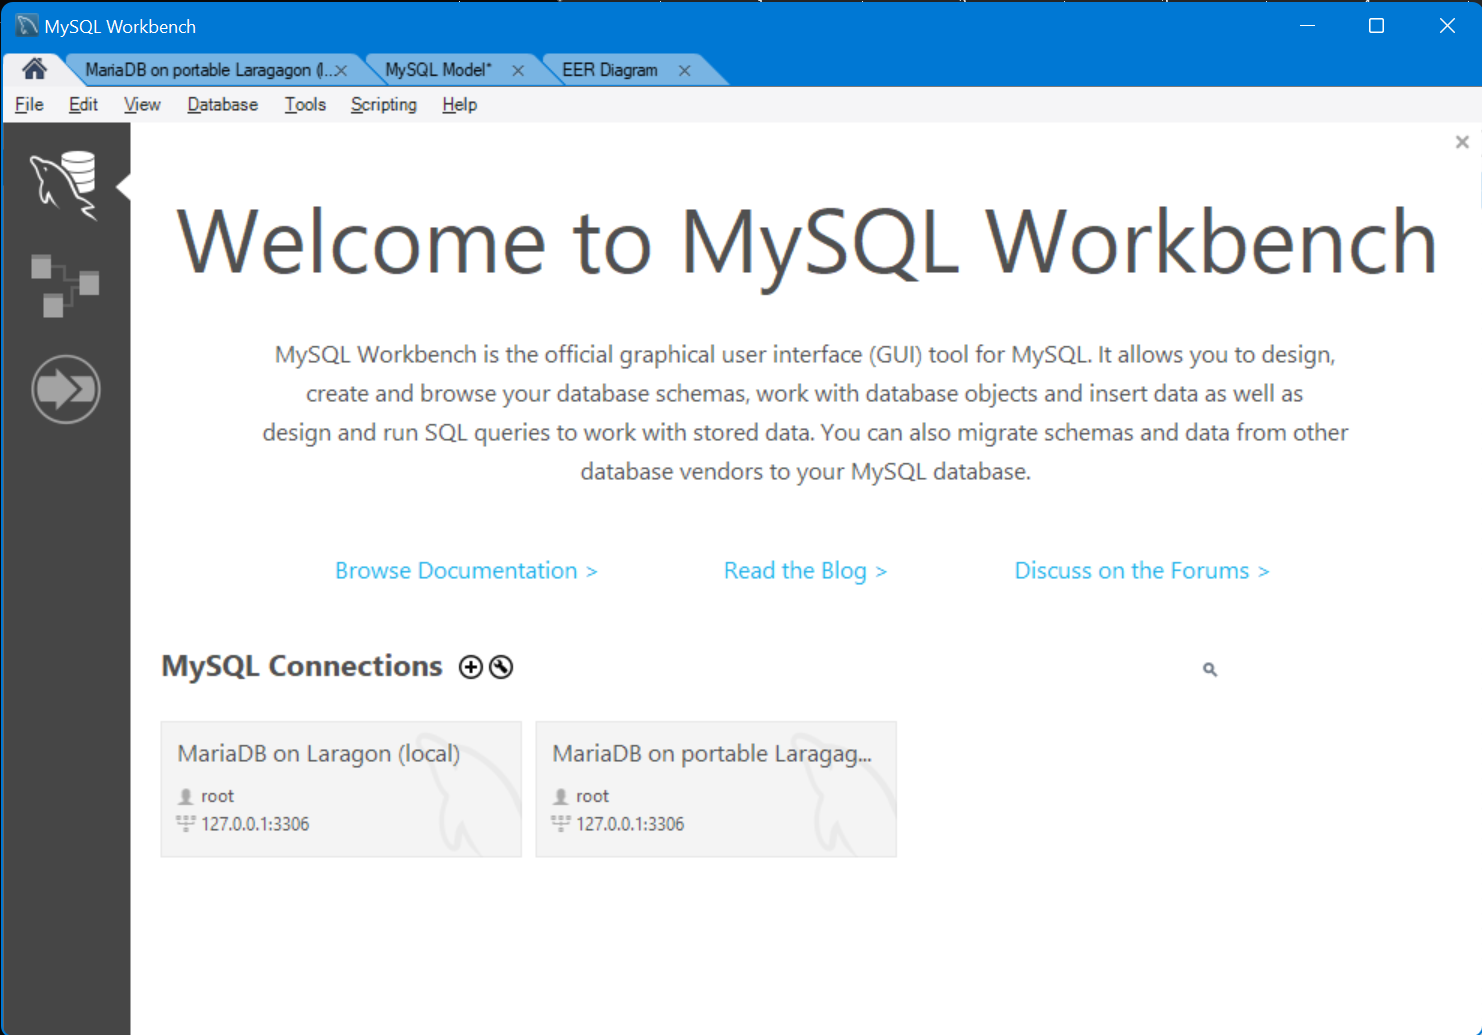 MySQL Workbench
MariaDB on portable Laragagon (l...
MySQL Model*
EER Diagram
File Edit View Database Tools Scripting Help
Welcome to MySQL Workbench
MySQL Workbench is the official graphical user interface (GUI) tool for MySQL. It allows you to design,
create and browse your database schemas, work with database objects and insert data as well as
design and run SQL queries to work with stored data. You can also migrate schemas and data from other
database vendors to your MySQL database.
Browse Documentation >
Read the Blog >
Discuss on the Forums >
MySQL Connections
MariaDB on Laragon (local)
root
127.0.0.1:3306
MariaDB on portable Laragag...
root
127.0.0.1:3306